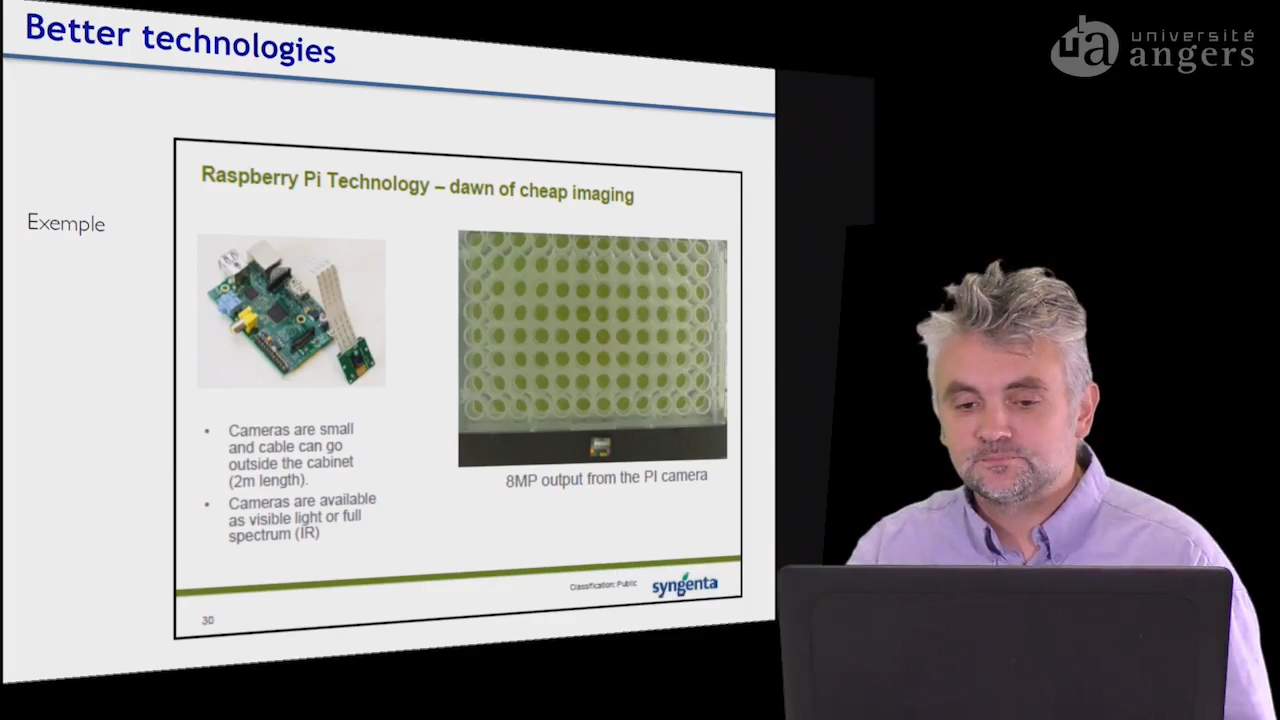 Better technologies
université
angers
Exemple
Raspberry Pi Technology – dawn of cheap imaging
• Cameras are small
and cable can go
outside the cabinet
(2m length).
• Cameras are available
as visible light or full
spectrum (IR)
8MP output from the PI camera
Classification: Public
syngenta
30